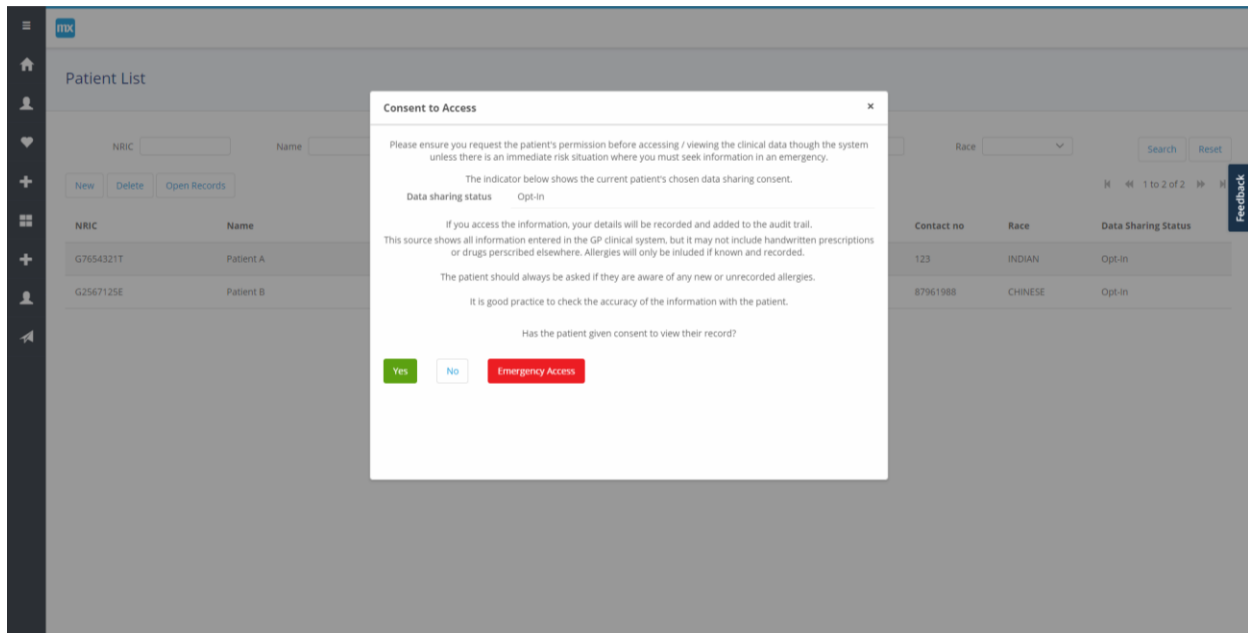 mx
Patient List
NRIC
Name
Race
Search
Reset
New
Delete
Open Records
1 to 2 of 2
Feedback
NRIC
Name
Contact no
Race
Data Sharing Status
G7654321T
Patient A
123
INDIAN
Opt-In
G2567125E
Patient B
87961988
CHINESE
Opt-In
Consent to Access
×
Please ensure you request the patient's permission before accessing / viewing the clinical data though the system
unless there is an immediate risk situation where you must seek information in an emergency.
The indicator below shows the current patient's chosen data sharing consent.
Data sharing status
Opt-In
If you access the information, your details will be recorded and added to the audit trail.
This source shows all information entered in the GP clinical system, but it may not include handwritten prescriptions
or drugs perscribed elsewhere. Allergies will only be inluded if known and recorded.
The patient should always be asked if they are aware of any new or unrecorded allergies.
It is good practice to check the accuracy of the information with the patient.
Has the patient given consent to view their record?
Yes
No
Emergency Access